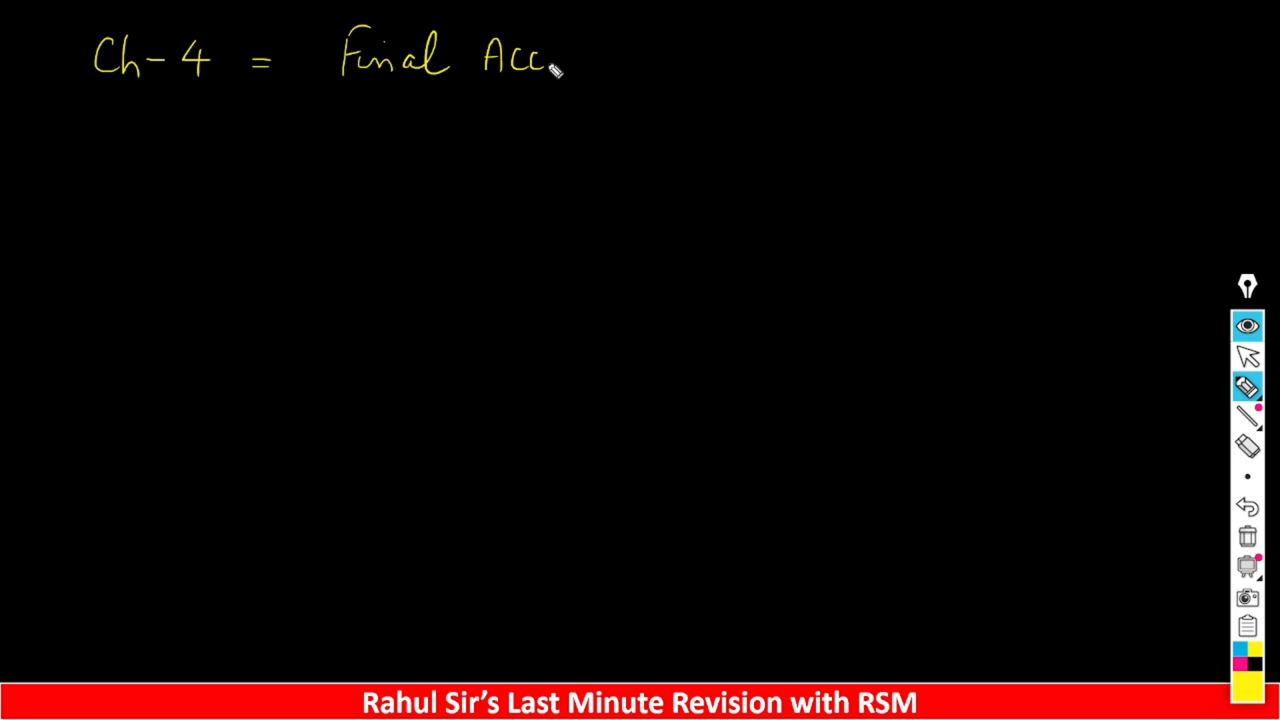 Ch-4 = Final Acc
Rahul Sir's Last Minute Revision with RSM